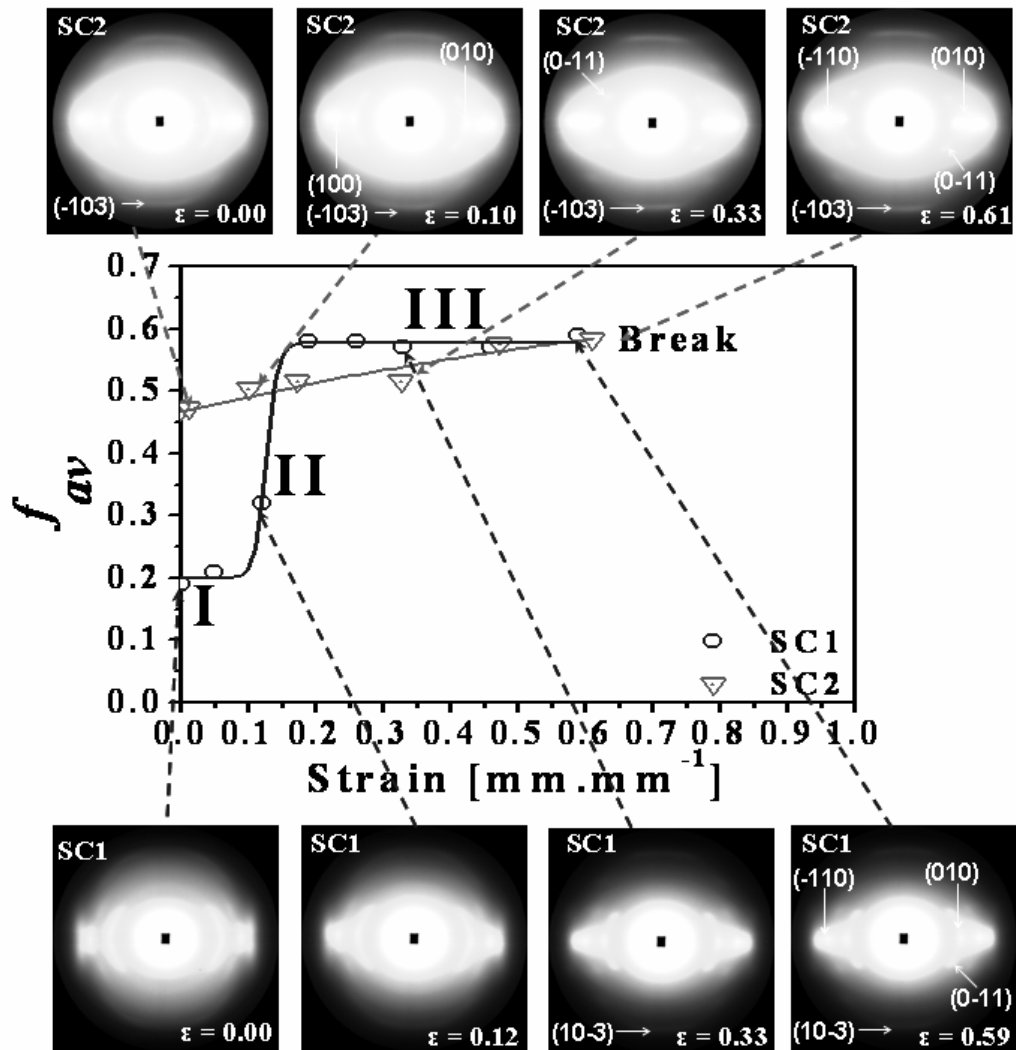 SC2
(-103) →
ε = 0.00
SC2
(010)
(100)
(-103) →
ε = 0.10
SC2
(0-11)
(-103) →
ε = 0.33
SC2
(-110)
(010)
(0-11)
(-103) →
ε = 0.61
0.7
0.6
0.5
0.4
0.3
0.2
0.1
0.0
f av
I
II
III
Break
SC1
SC2
0.0 0.1 0.2 0.3 0.4 0.5 0.6 0.7 0.8 0.9 1.0
Strain [mm.mm⁻¹]
SC1
ε = 0.00
SC1
ε = 0.12
SC1
(10-3) →
ε = 0.33
SC1
(-110)
(010)
(0-11)
(10-3) →
ε = 0.59